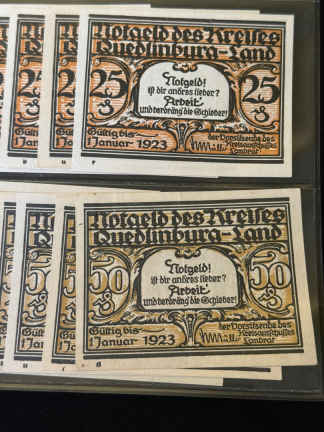 Notgeld des Kreises
Quedlinburg-Land
25 25
Notgeld!
ist dir andres lieber?
Arbeit
und verdräng die Schieber!
Gültig bis
1 Januar 1923
der Vorsitzende des
Kreisausschusses
Landrat
Notgeld des Kreises
Quedlinburg-Land
50 50
Notgeld!
ist dir andres lieber?
Arbeit
und verdräng die Schieber!
Gültig bis
1 Januar 1923
der Vorsitzende des
Kreisausschusses
Landrat